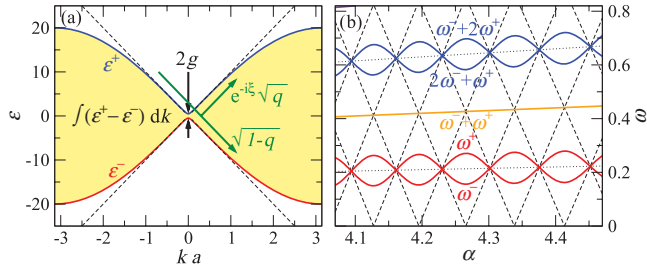 (a)
ε⁺
2g
e^{-iξ}√q
∫(ε⁺−ε⁻) dk
√1-q
ε⁻
ε
20
10
0
-10
-20
-3 -2 -1 0 1 2 3
k a
(b)
ω⁻+2ω⁺
2ω⁻+ω⁺
ω⁻+ω⁺
ω⁺
ω⁻
0.8
0.6
0.4
0.2
0
ω
4.1 4.2 4.3 4.4
α